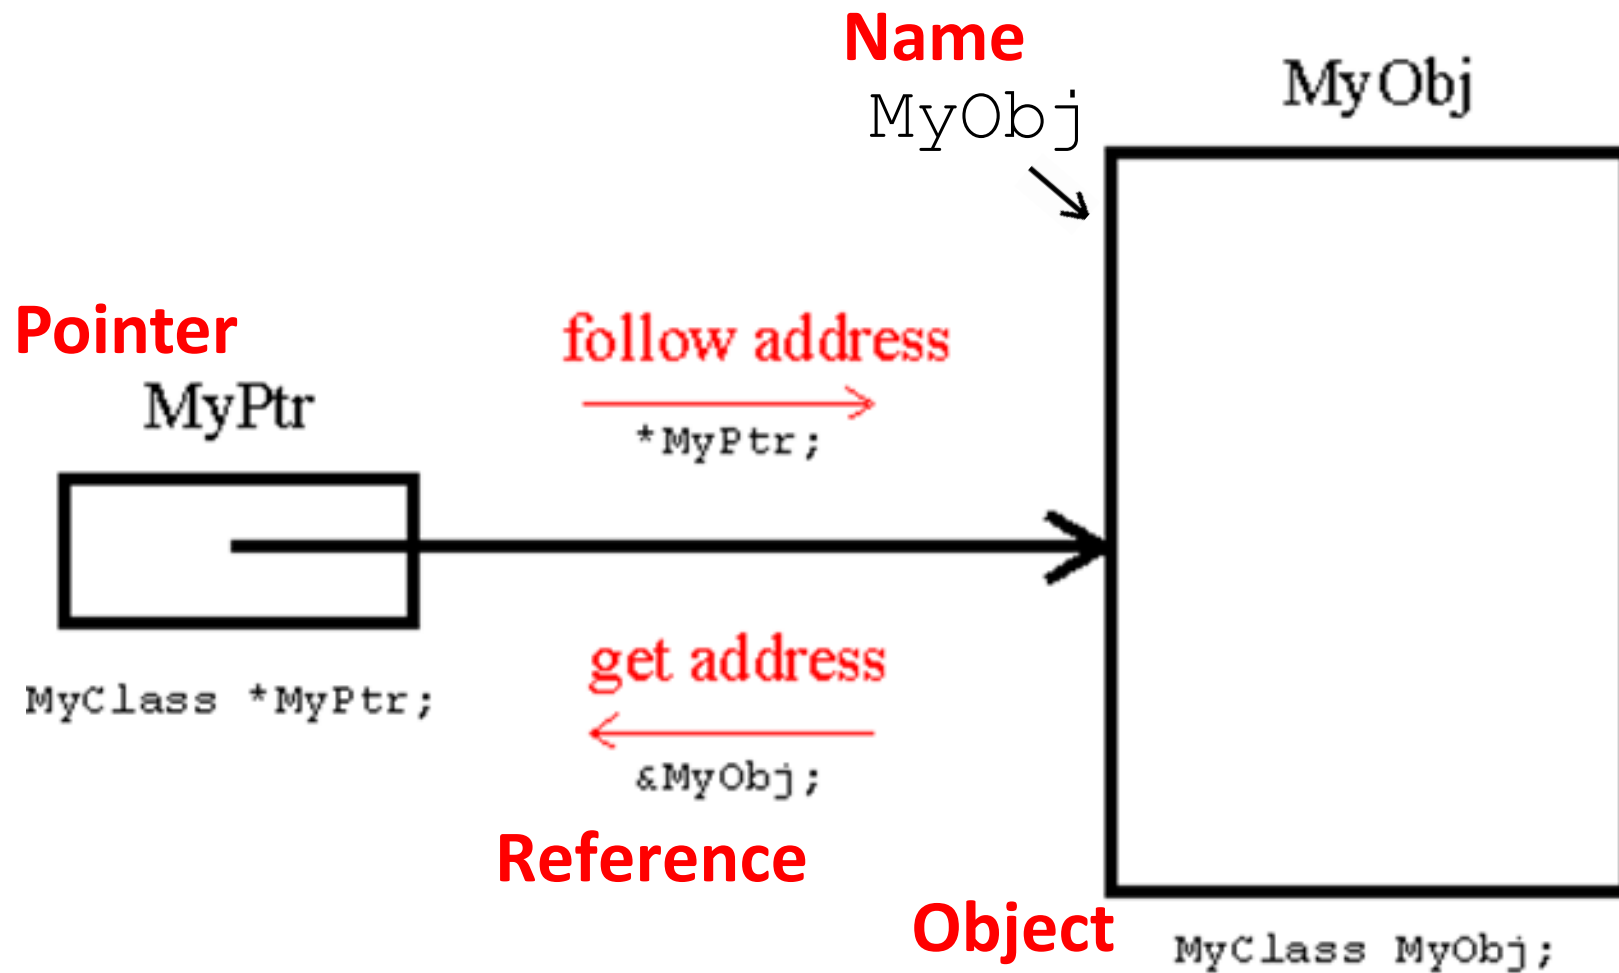 Name
MyObj
MyObj
Pointer
MyPtr
follow address
*MyPtr;
MyClass *MyPtr;
get address
&MyObj;
Reference
Object
MyClass MyObj;